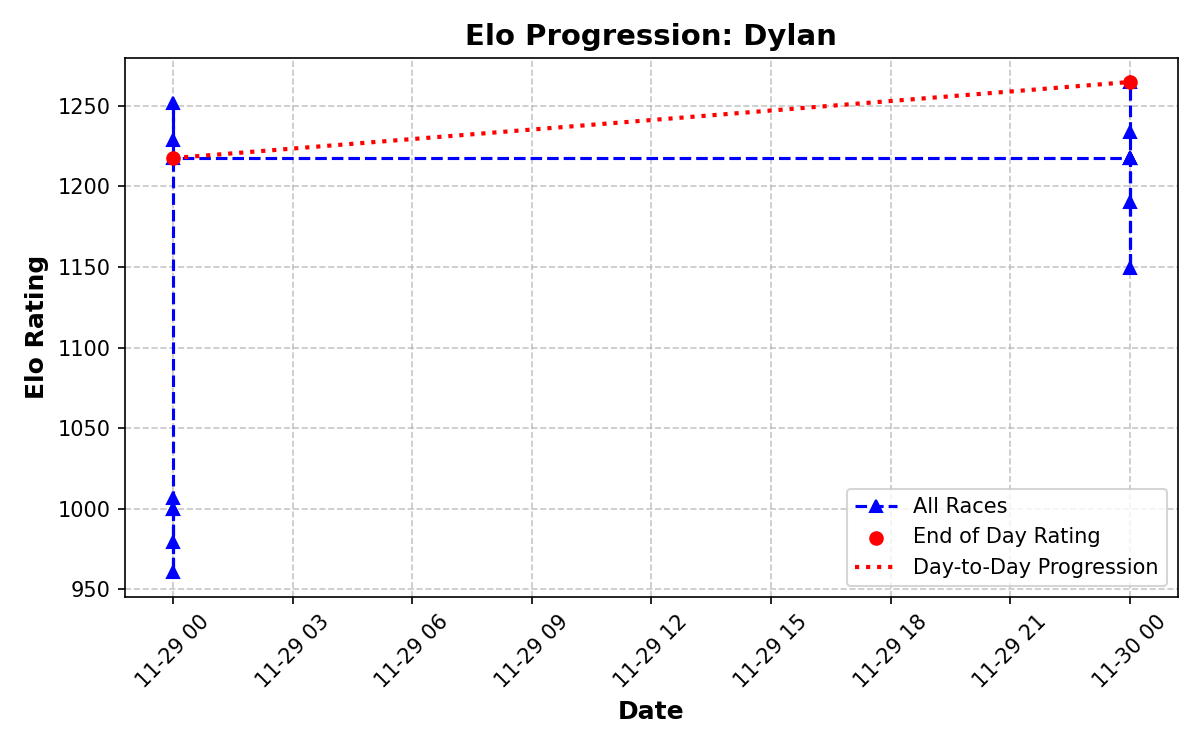 Elo Progression: Dylan
Elo Rating
1250
1200
1150
1100
1050
1000
950
All Races
End of Day Rating
Day-to-Day Progression
11-29 00
11-29 03
11-29 06
11-29 09
11-29 12
11-29 15
11-29 18
11-29 21
11-30 00
Date